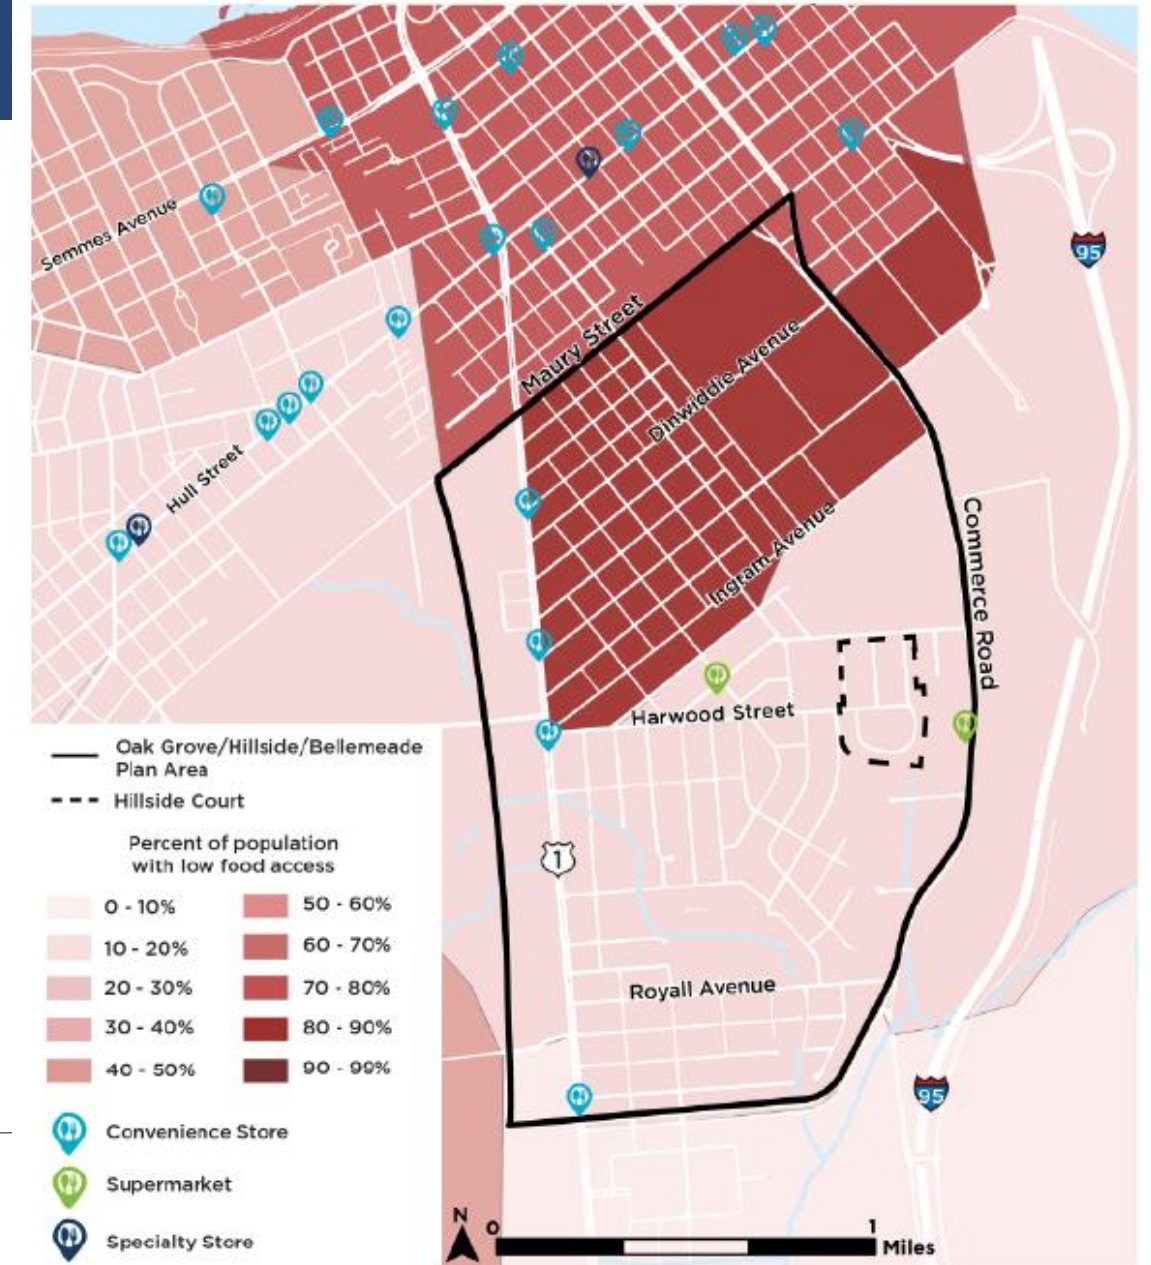 Semmes Avenue
95
Maury Street
Dinwiddie Avenue
Hull Street
Ingram Avenue
Commerce Road
Harwood Street
1
Royall Avenue
95
Oak Grove/Hillside/Bellemeade
Plan Area
Hillside Court
Percent of population
with low food access
0 - 10%
10 - 20%
20 - 30%
30 - 40%
40 - 50%
50 - 60%
60 - 70%
70 - 80%
80 - 90%
90 - 99%
Convenience Store
Supermarket
Specialty Store
N
0
1
Miles